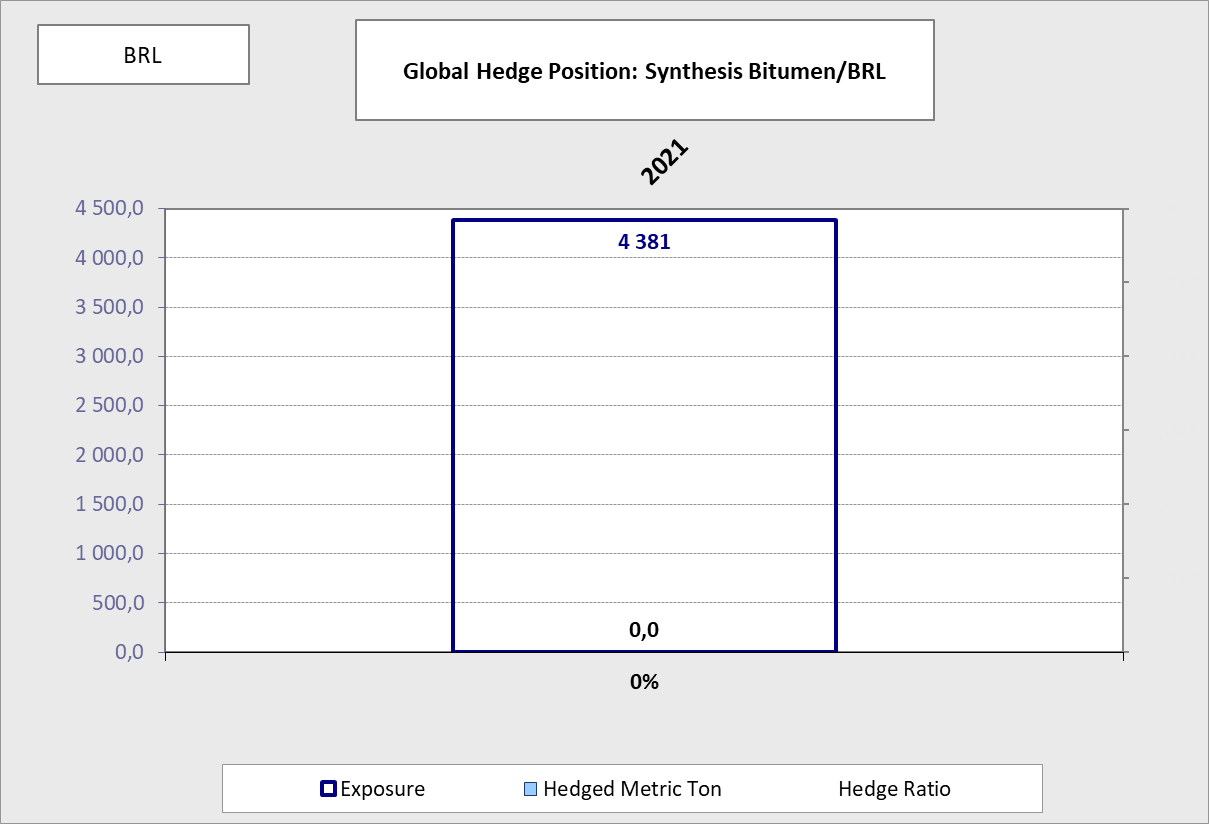 BRL
Global Hedge Position: Synthesis Bitumen/BRL
2021
4 500,0
4 000,0
3 500,0
3 000,0
2 500,0
2 000,0
1 500,0
1 000,0
500,0
0,0
4 381
0,0
0%
Exposure
Hedged Metric Ton
Hedge Ratio